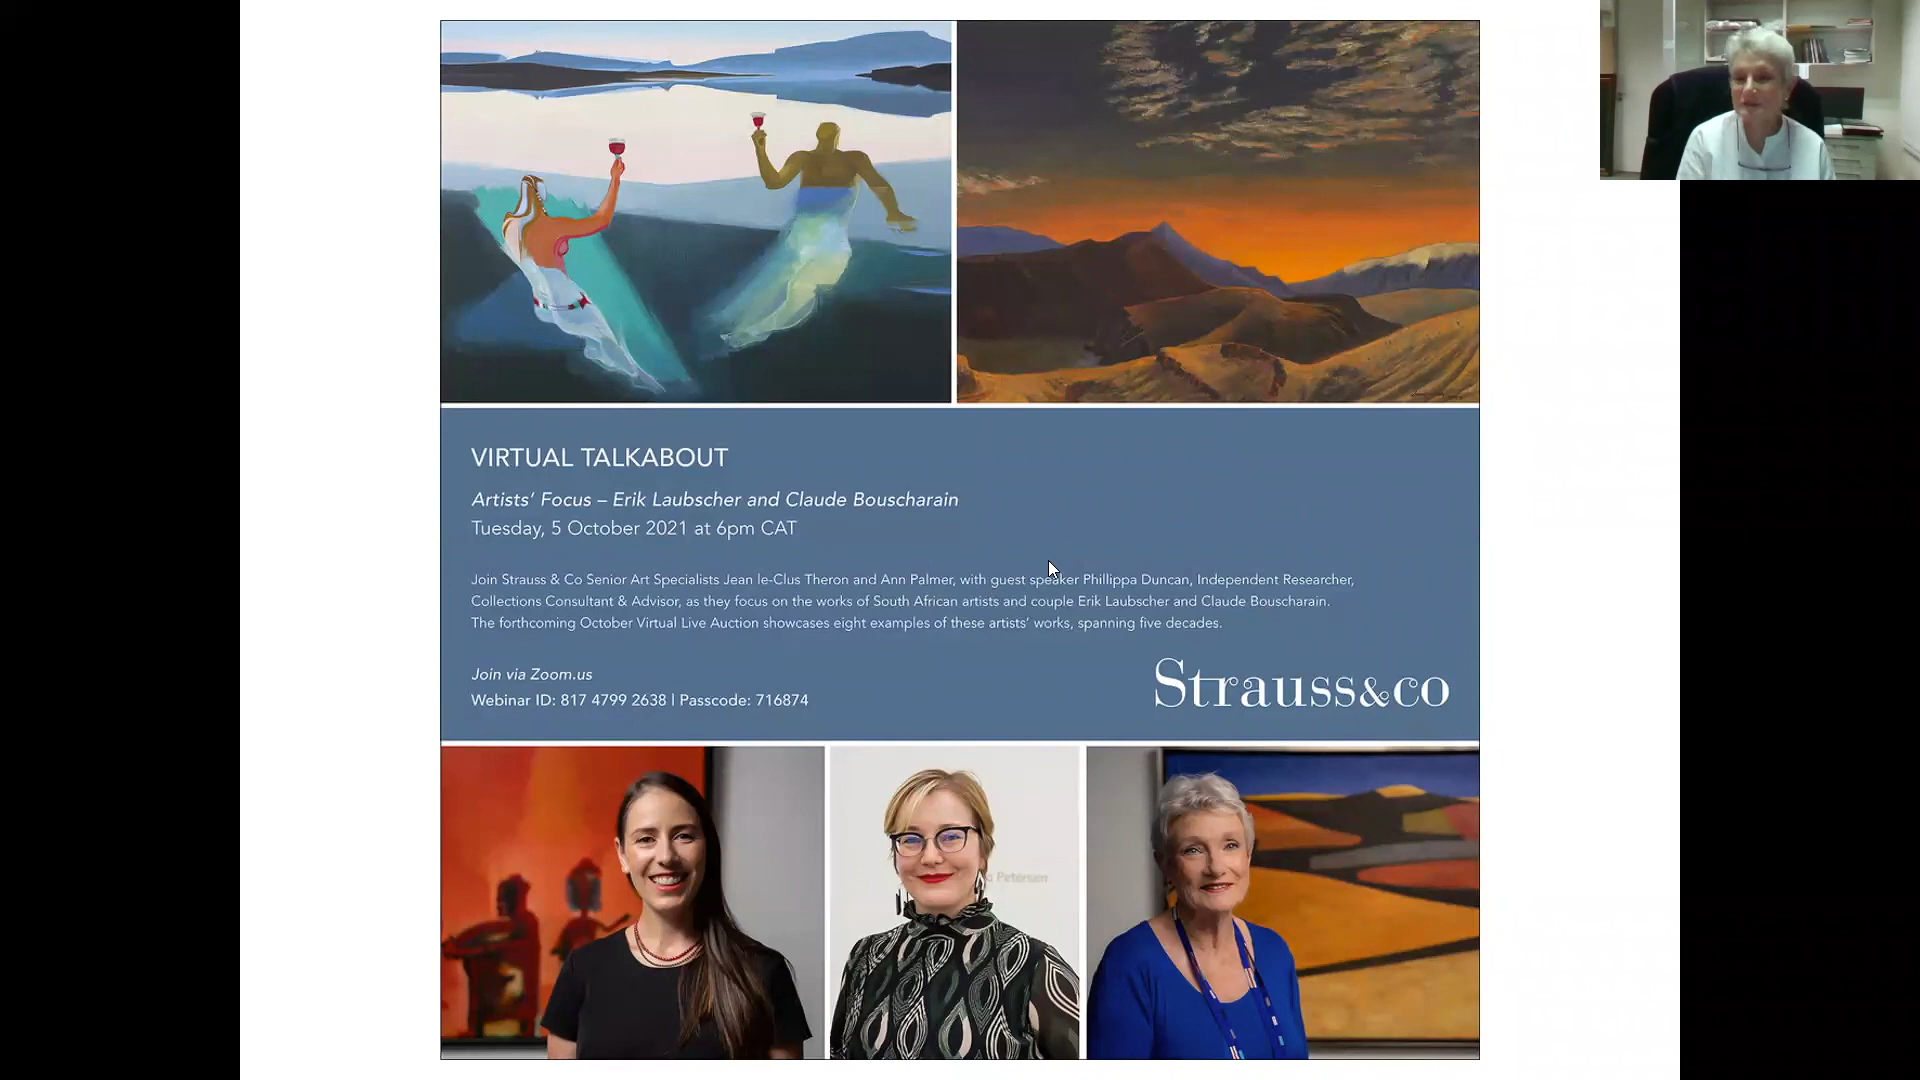 VIRTUAL TALKABOUT
Artists' Focus – Erik Laubscher and Claude Bouscharain
Tuesday, 5 October 2021 at 6pm CAT
Join Strauss & Co Senior Art Specialists Jean le-Clus Theron and Ann Palmer, with guest speaker Phillippa Duncan, Independent Researcher,
Collections Consultant & Advisor, as they focus on the works of South African artists and couple Erik Laubscher and Claude Bouscharain.
The forthcoming October Virtual Live Auction showcases eight examples of these artists' works, spanning five decades.
Join via Zoom.us
Webinar ID: 817 4799 2638 | Passcode: 716874
Strauss&co
Petersen